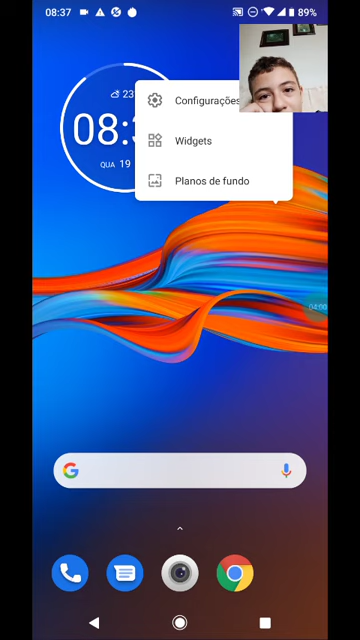 08:37
89%
23
08:3
QUA 19
Configurações
Widgets
Planos de fundo
04:00
G